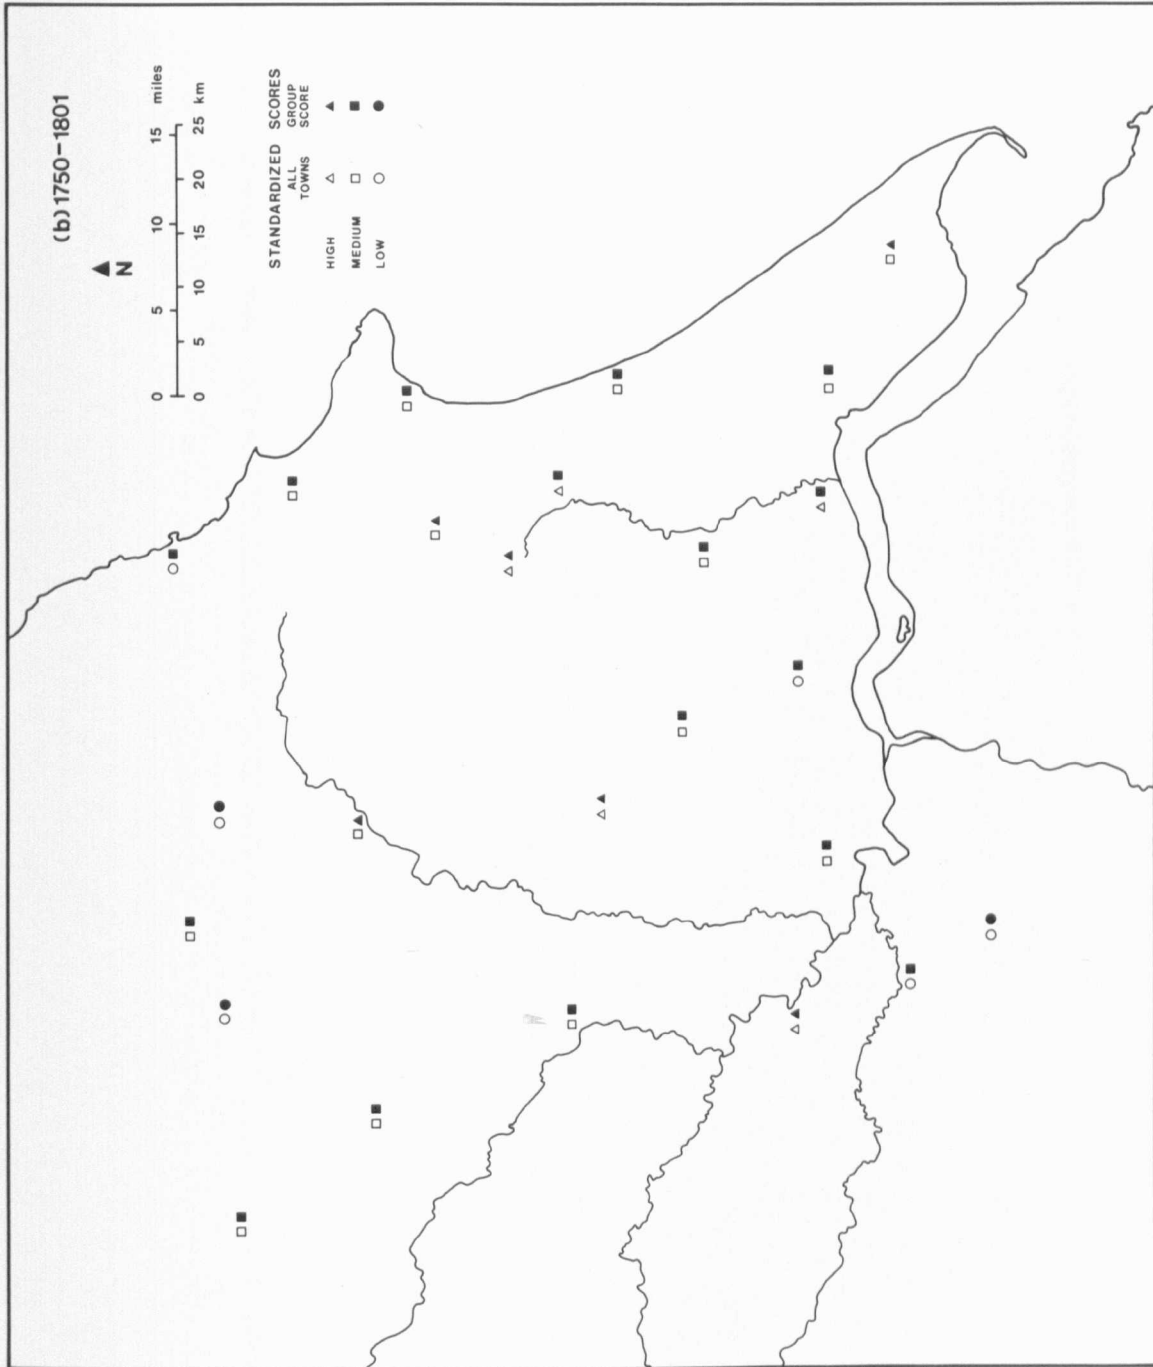 (b)1750–1801
N
miles
0 5 10 15
0 5 10 15 20 25
km
STANDARDIZED SCORES
ALL TOWNS
GROUP SCORE
HIGH
MEDIUM
LOW